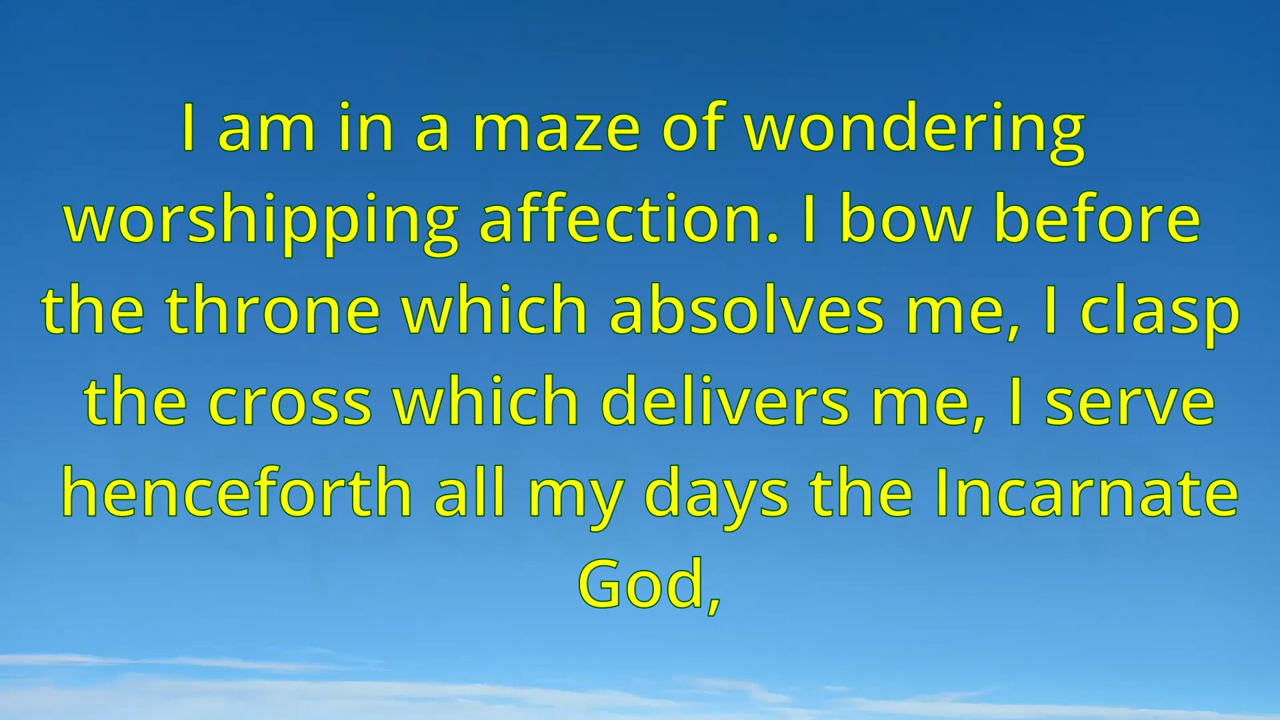 I am in a maze of wondering
worshipping affection. I bow before
the throne which absolves me, I clasp
the cross which delivers me, I serve
henceforth all my days the Incarnate
God,